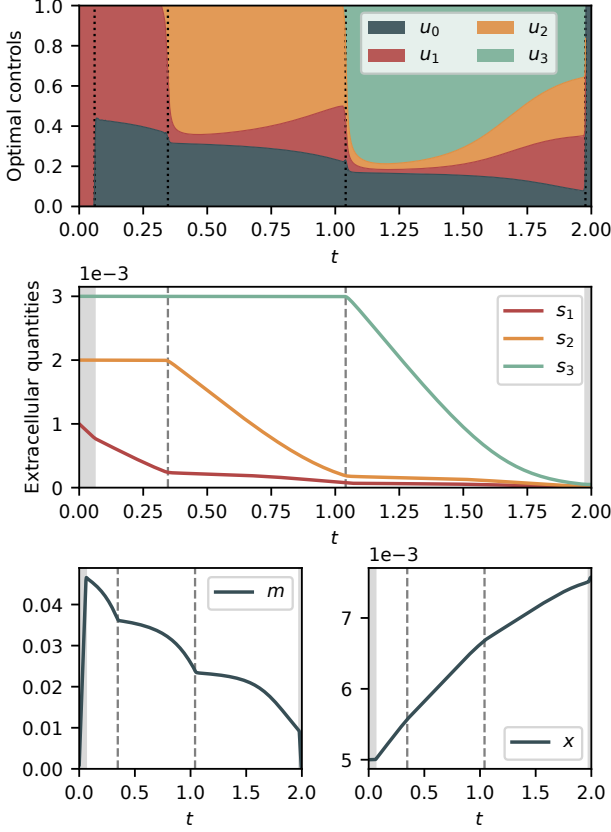 Optimal controls
1.0
0.8
0.6
0.4
0.2
0.0
u0 u2
u1 u3
0.00 0.25 0.50 0.75 1.00 1.25 1.50 1.75 2.00
t
1e−3
Extracellular quantities
3
2
1
0
s1
s2
s3
0.00 0.25 0.50 0.75 1.00 1.25 1.50 1.75 2.00
t
0.04
0.03
0.02
0.01
0.00
m
0.0 0.5 1.0 1.5 2.0
t
1e−3
7
6
5
x
0.0 0.5 1.0 1.5 2.0
t